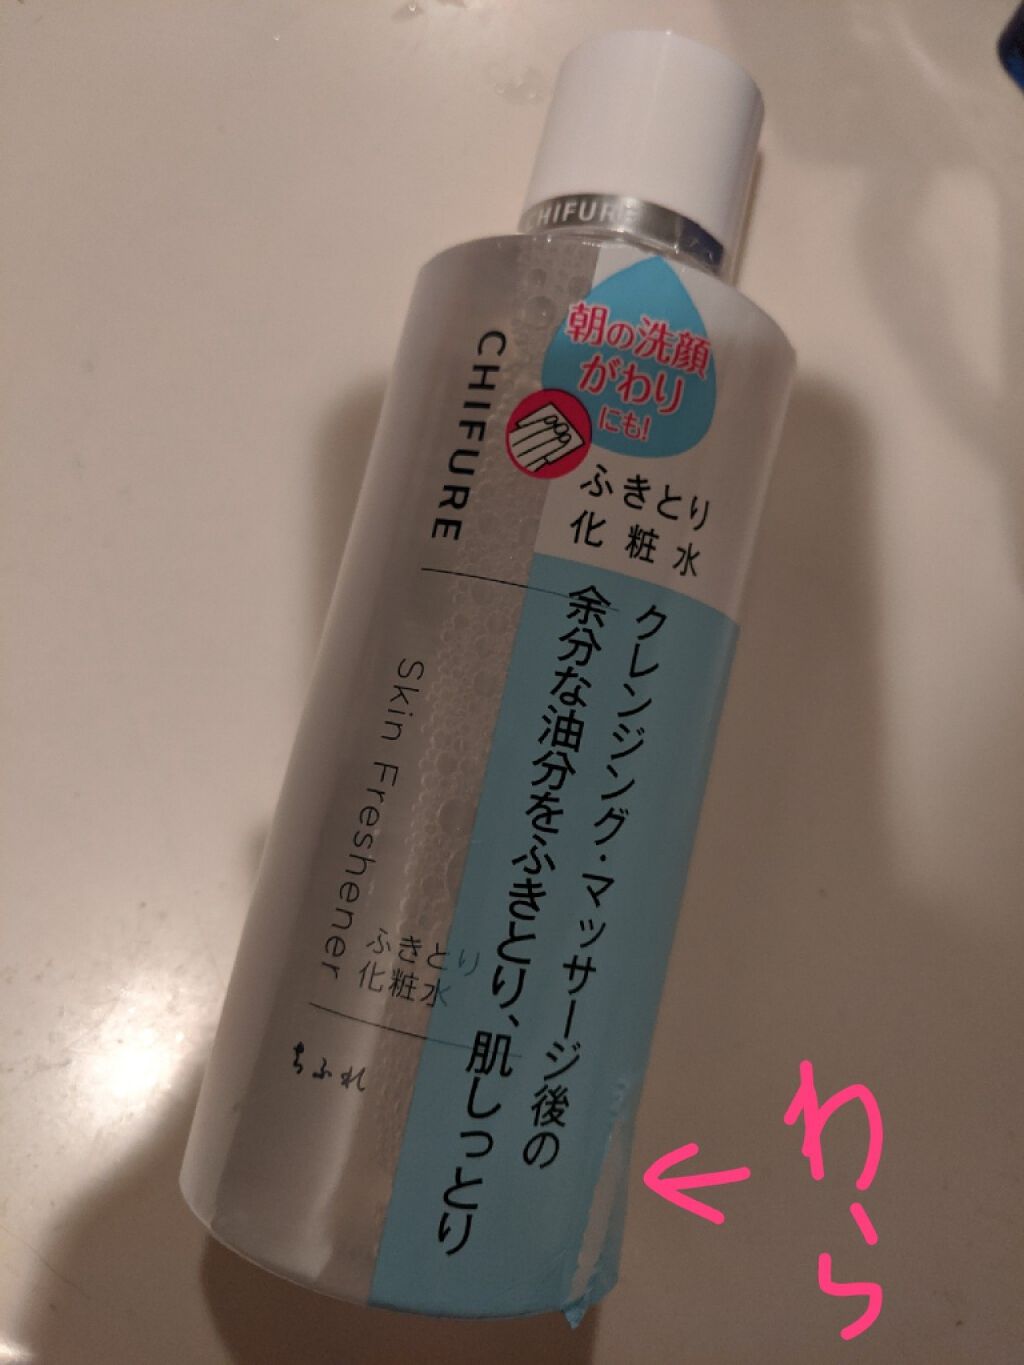 CHIFURE
朝の洗顔
がわり
にも!
ふきとり
化粧水
クレンジング・マッサージ後の
余分な油分をふきとり、肌しっとり
CHIFURE
Skin Freshener
ふきとり
化粧水
ちふれ
わら